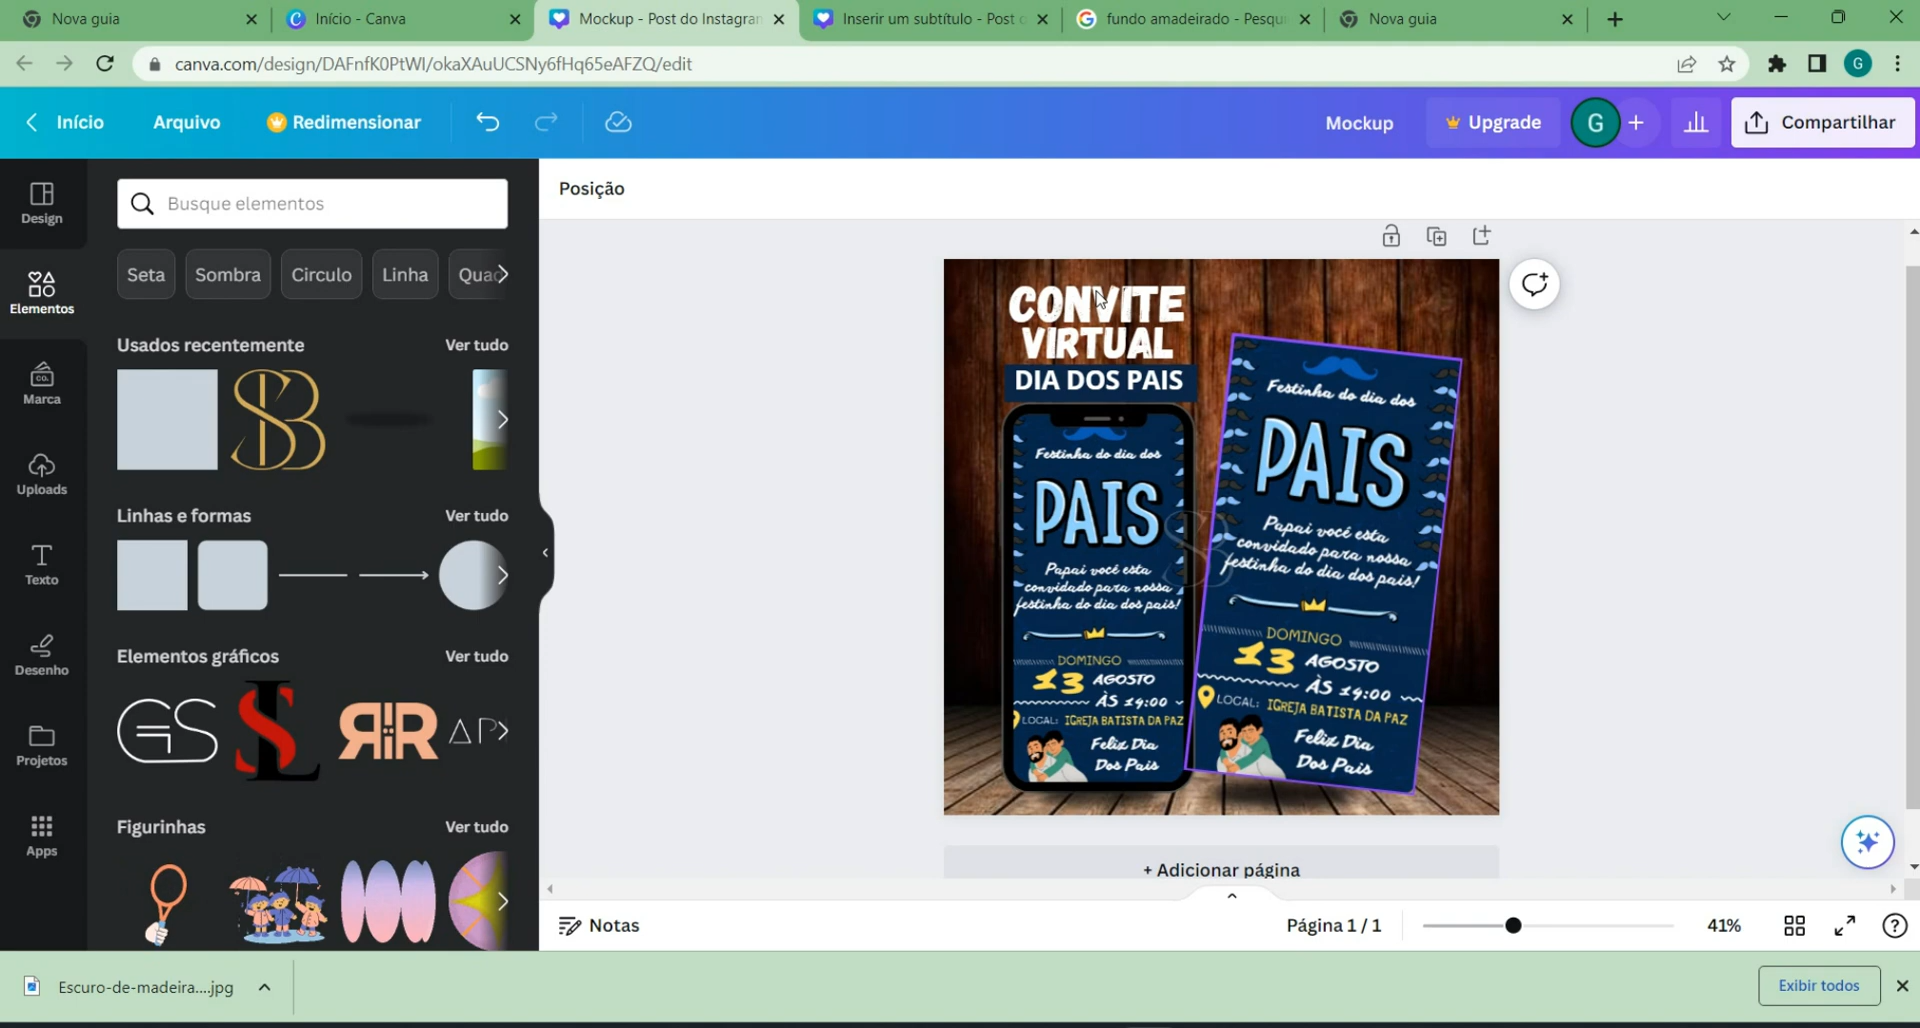 Nova guia
Início - Canva
Mockup - Post do Instagram
Inserir um subtítulo - Post d
fundo amadeirado - Pesqu
Nova guia
canva.com/design/DAFnfK0PtWI/okaXAuUCSNy6fHq65eAFZQ/edit
G
Início
Arquivo
Redimensionar
Mockup
Upgrade
G
Compartilhar
Design
Elementos
Marca
Uploads
Texto
Desenho
Projetos
Apps
Busque elementos
Seta
Sombra
Circulo
Linha
Quad
Usados recentemente
Ver tudo
Linhas e formas
Ver tudo
Elementos gráficos
Ver tudo
Figurinhas
Ver tudo
Posição
CONVITE
VIRTUAL
DIA DOS PAIS
Festinha do dia dos
PAIS
Papai você esta
convidado para nossa
festinha do dia dos pais!
DOMINGO
13 AGOSTO
ÀS 14:00
LOCAL: IGREJA BATISTA DA PAZ
Feliz Dia
Dos Pais
Festinha do dia dos
PAIS
Papai você esta
convidado para nossa
festinha do dia dos pais!
DOMINGO
13 AGOSTO
ÀS 14:00
LOCAL: IGREJA BATISTA DA PAZ
Feliz Dia
Dos Pais
+ Adicionar página
Notas
Página 1 / 1
41%
Escuro-de-madeira....jpg
Exibir todos